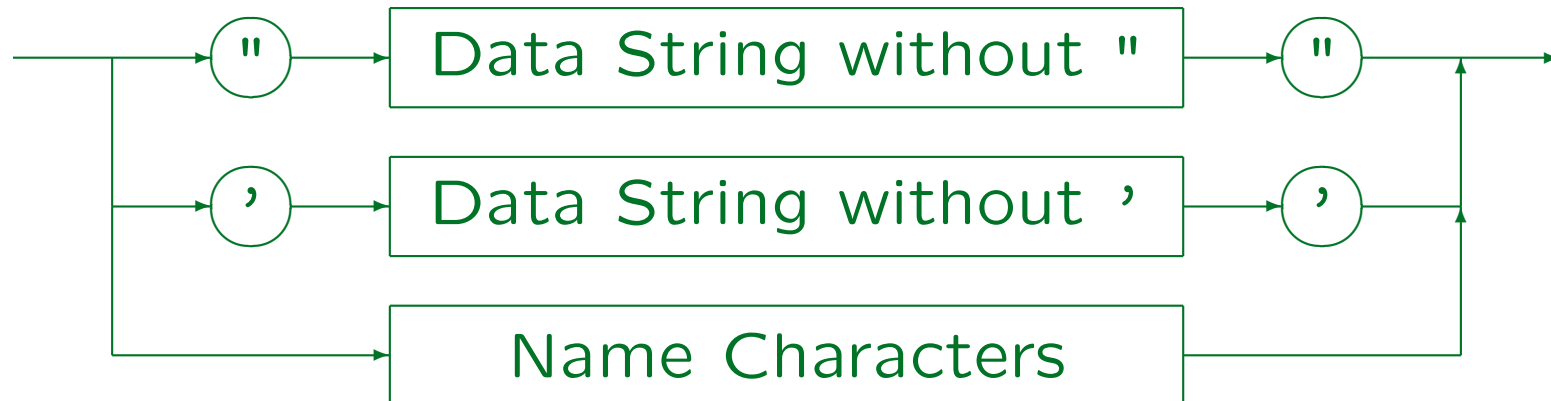 " Data String without " "
' Data String without ' '
Name Characters